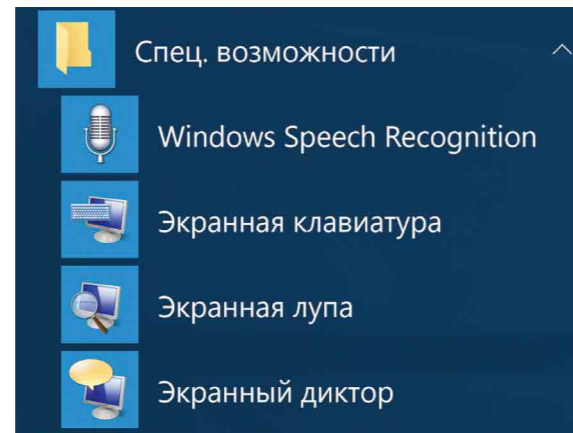 Спец. возможности
Windows Speech Recognition
Экранная клавиатура
Экранная лупа
Экранный диктор